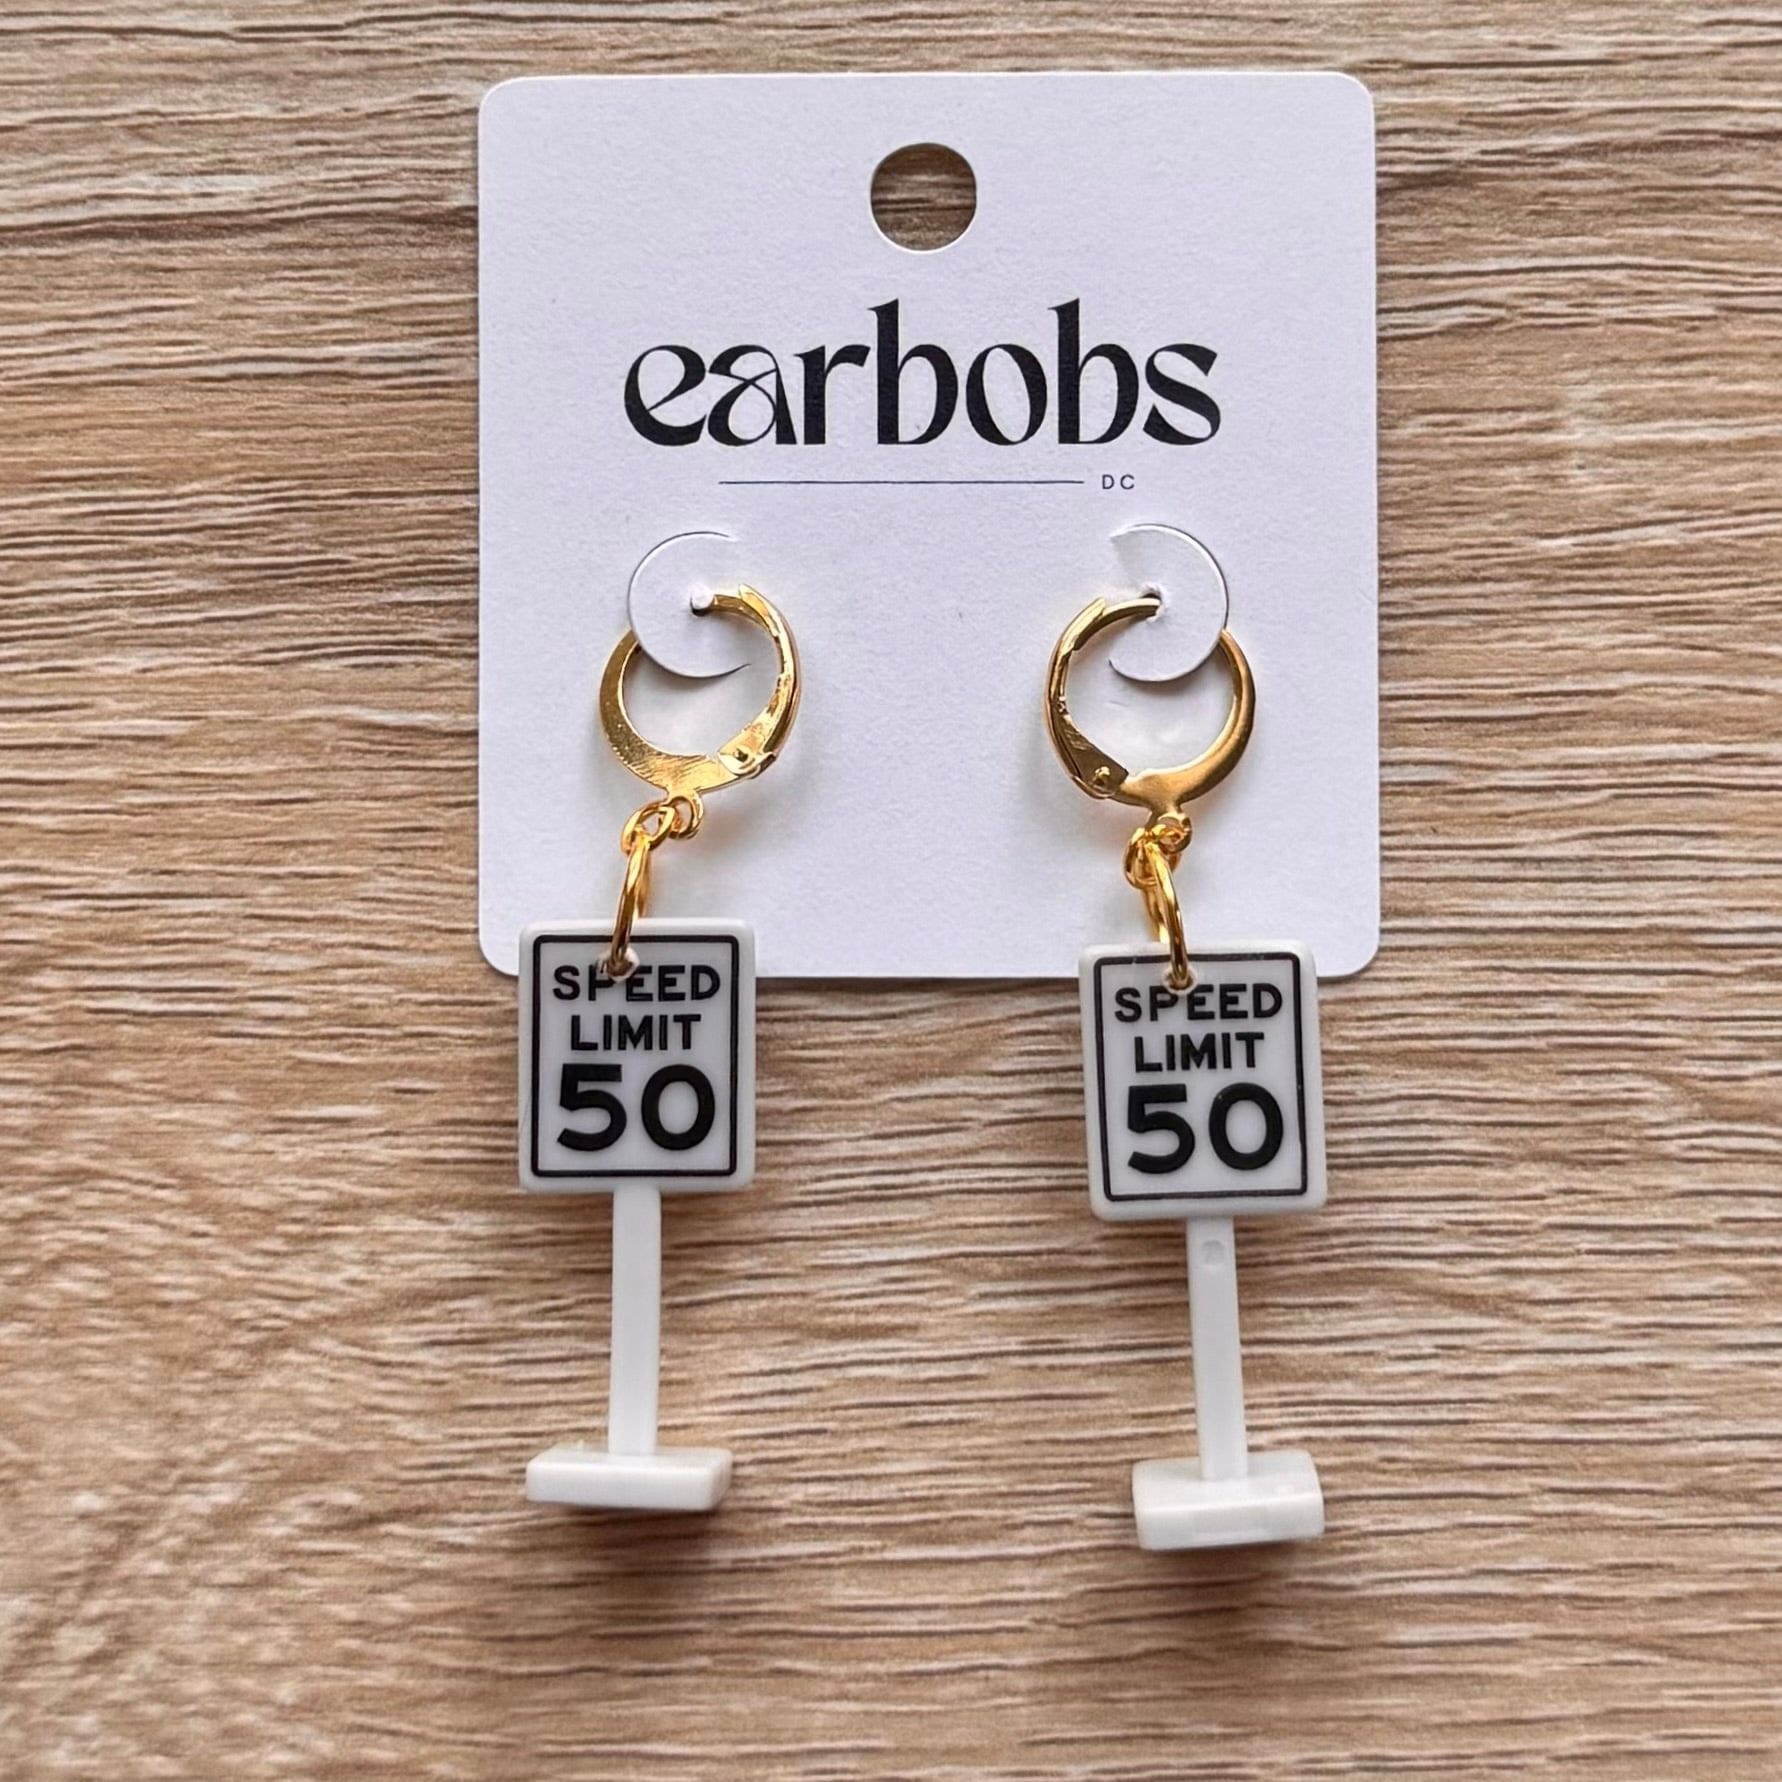 earbobs
DC
SPEED
LIMIT
50
SPEED
LIMIT
50